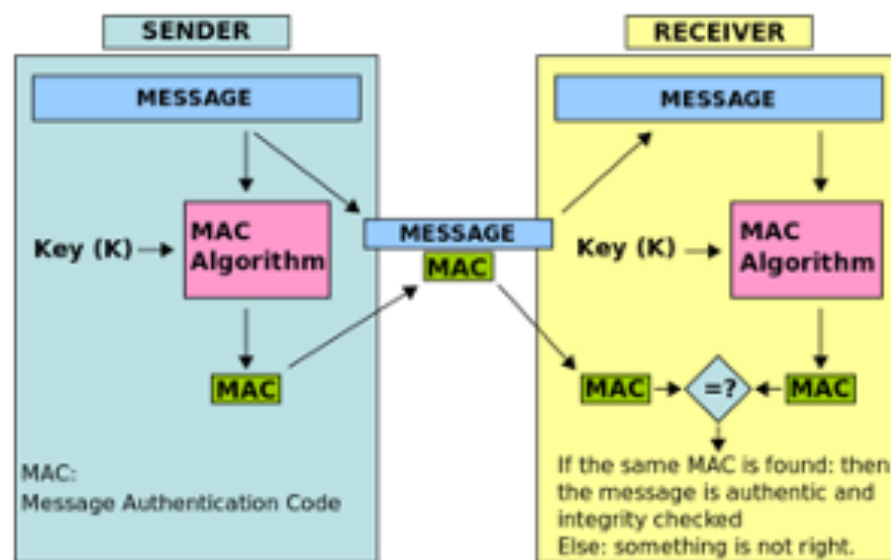 SENDER
RECEIVER
MESSAGE
MESSAGE
Key (K)
MAC
Algorithm
MESSAGE
MAC
Key (K)
MAC
Algorithm
MAC
MAC
=?
MAC
MAC:
Message Authentication Code
If the same MAC is found: then
the message is authentic and
integrity checked
Else: something is not right.